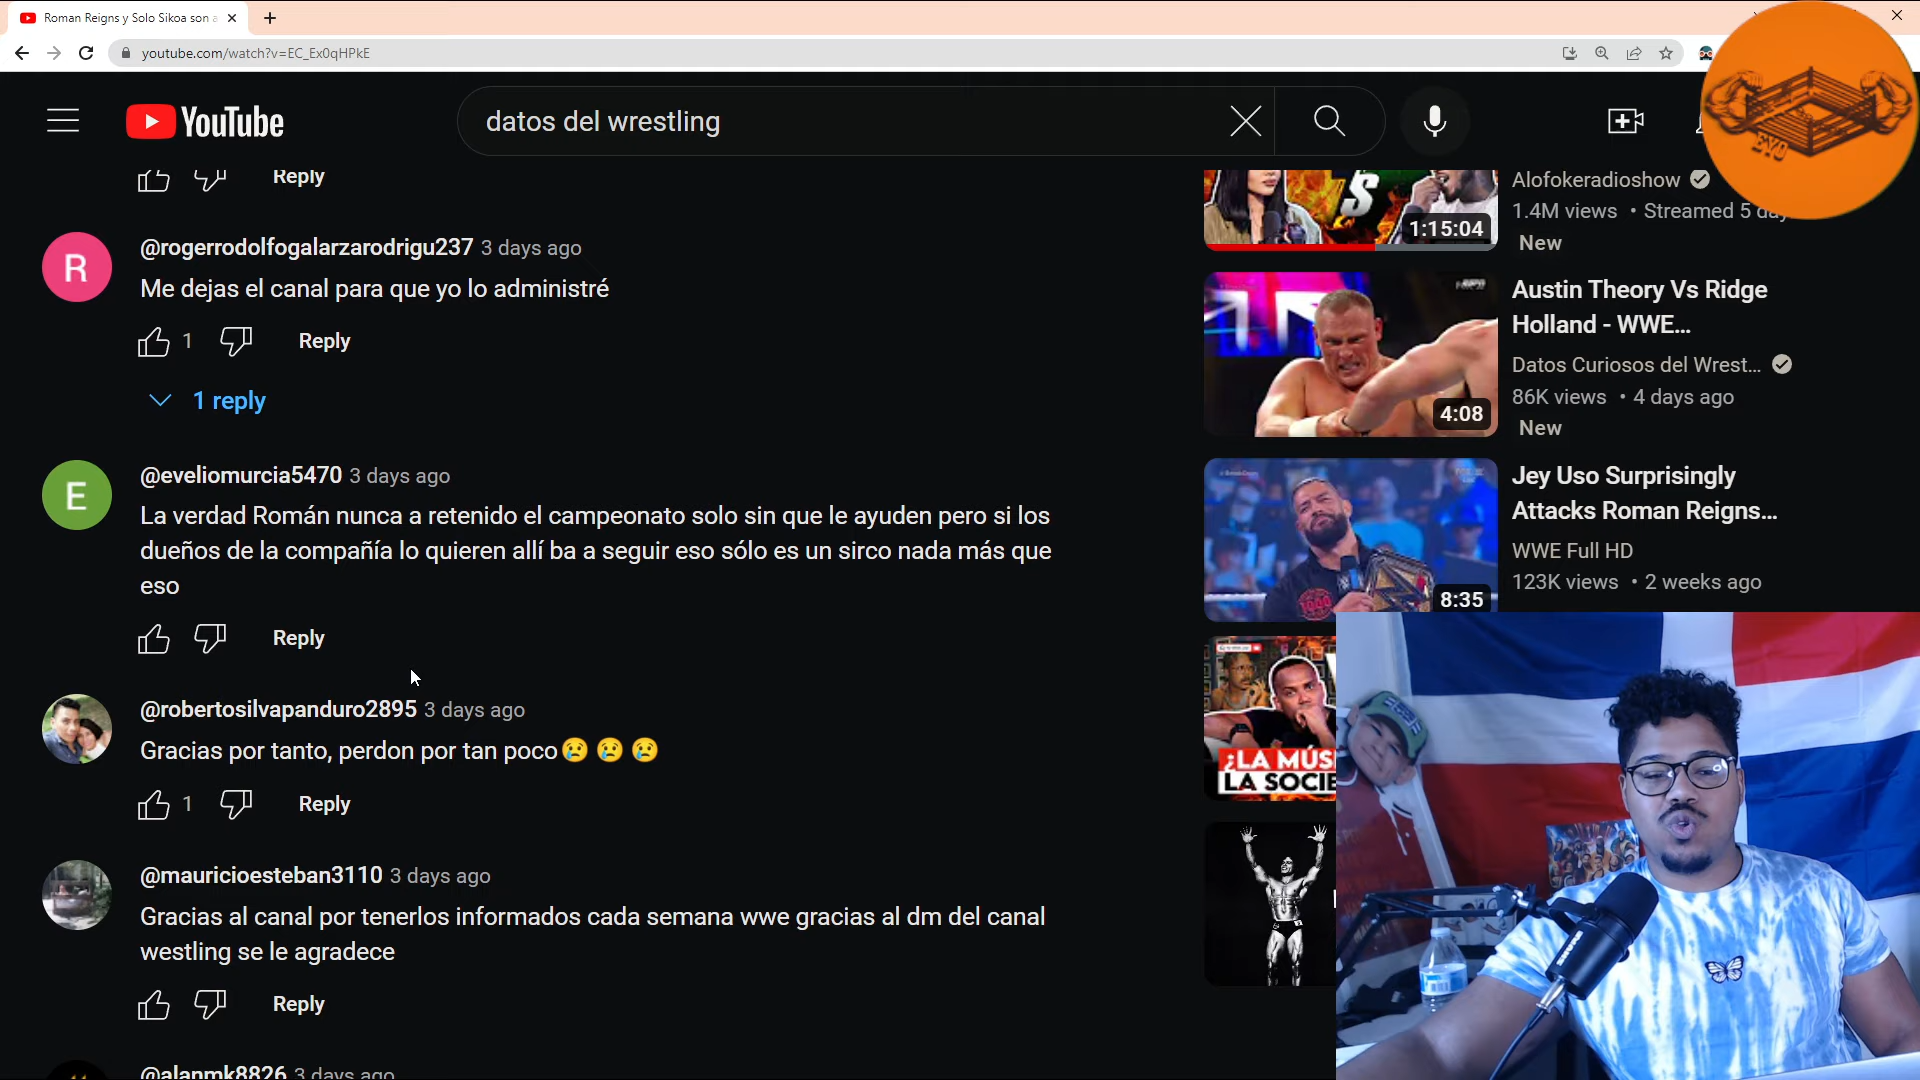 Roman Reigns y Solo Sikoa son a
youtube.com/watch?v=EC_Ex0qHPkE
YouTube
datos del wrestling
EYO
Reply
@rogerrodolfogalarzarodrigu237 3 days ago
Me dejas el canal para que yo lo administré
1 Reply
1 reply
@eveliomurcia5470 3 days ago
La verdad Román nunca a retenido el campeonato solo sin que le ayuden pero si los
dueños de la compañía lo quieren allí ba a seguir eso sólo es un sirco nada más que
eso
Reply
@robertosilvapanduro2895 3 days ago
Gracias por tanto, perdon por tan poco😢 😢 😢
1 Reply
@mauricioesteban3110 3 days ago
Gracias al canal por tenerlos informados cada semana wwe gracias al dm del canal
westling se le agradece
Reply
@alanmk8826 3 days ago
R
E
S
1:15:04
Alofokeradioshow
1.4M views • Streamed 5 day
New
4:08
Austin Theory Vs Ridge
Holland - WWE...
Datos Curiosos del Wrest...
86K views • 4 days ago
New
8:35
Jey Uso Surprisingly
Attacks Roman Reigns...
WWE Full HD
123K views • 2 weeks ago
¿LA MÚS
LA SOCIE
SHURE